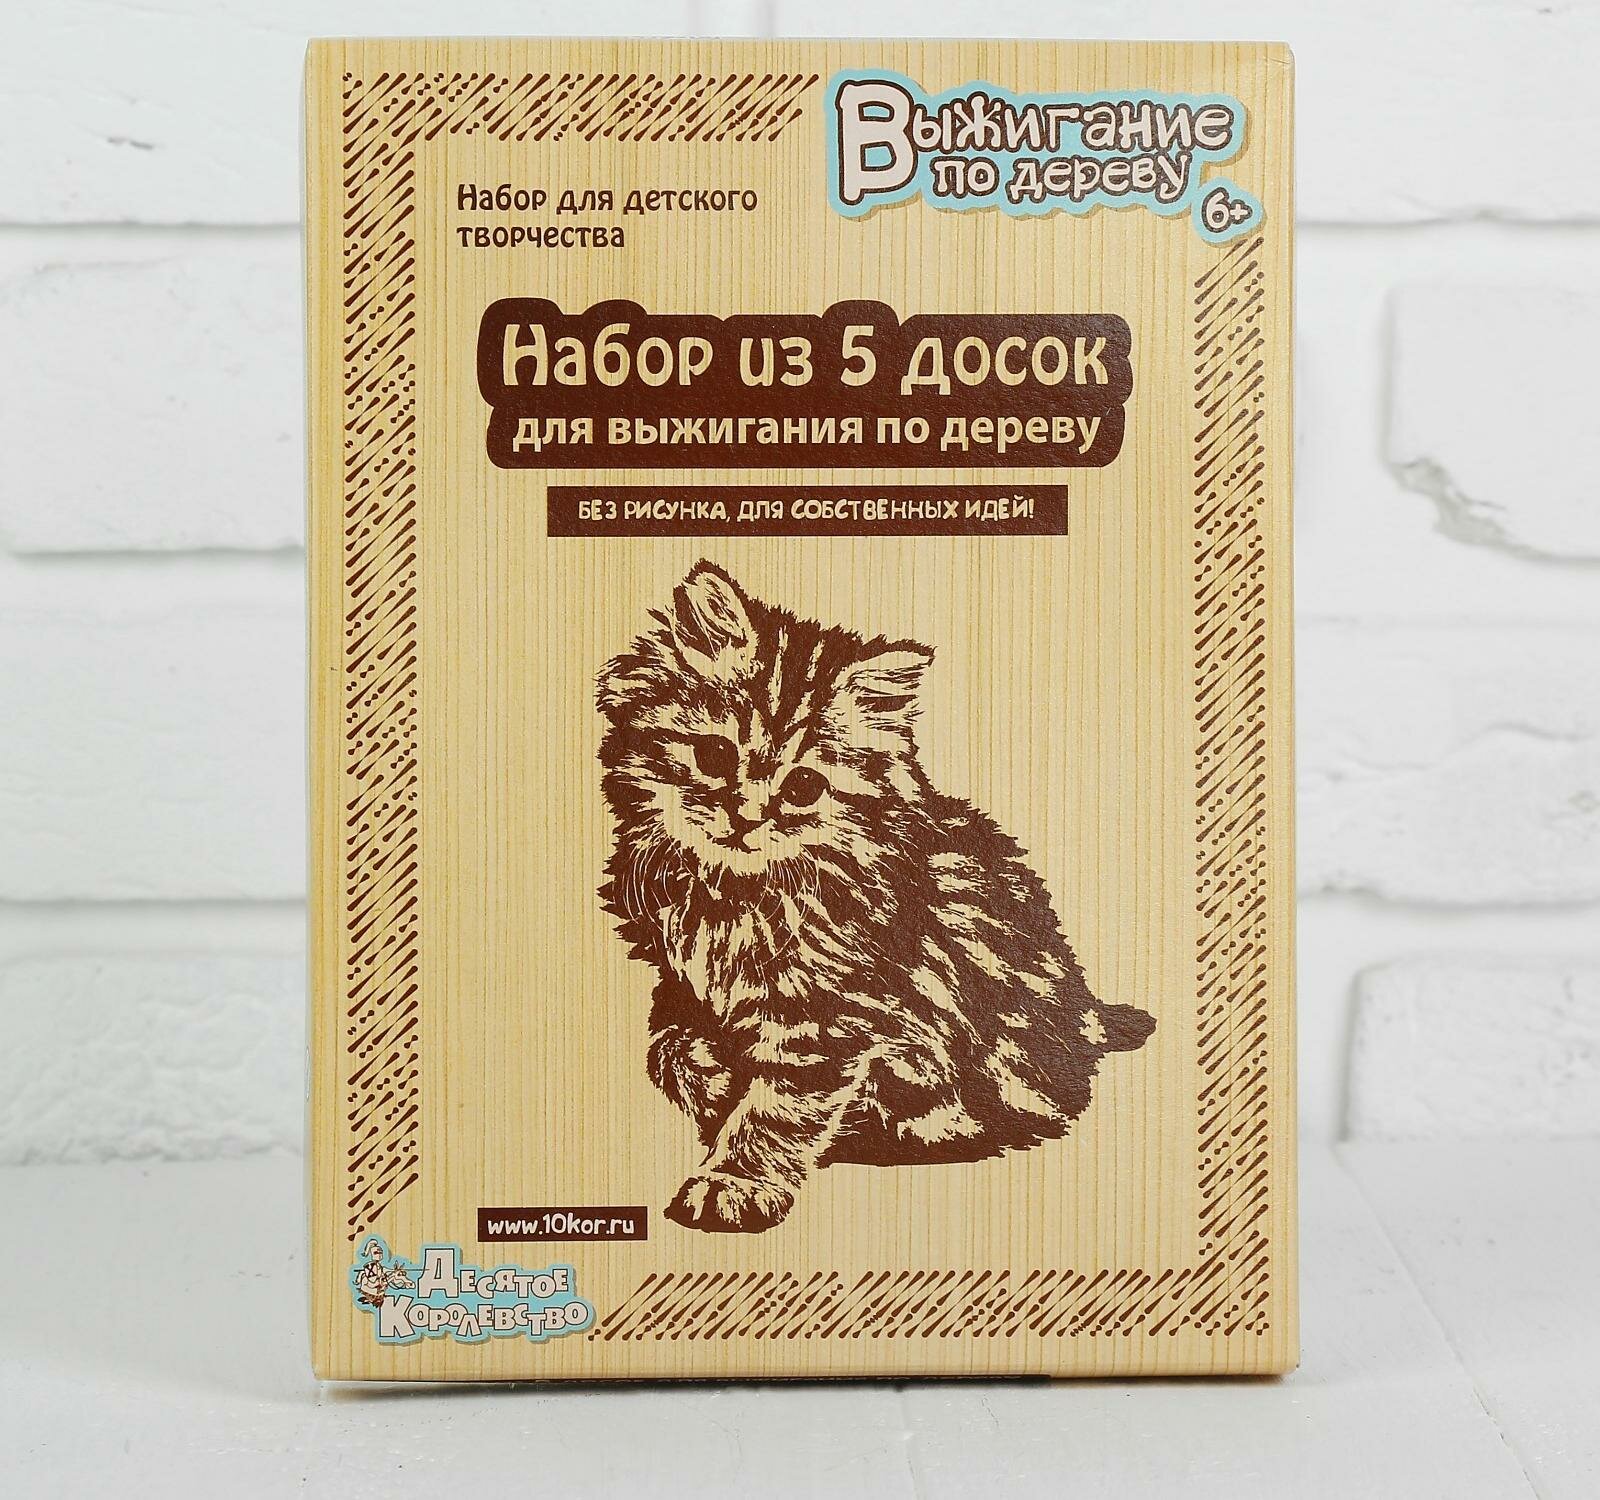 Выжигание
по дереву
6+
Набор для детского
творчества
Набор из 5 досок
для выжигания по дереву
БЕЗ РИСУНКА, ДЛЯ СОБСТВЕННЫХ ИДЕЙ!
www.10kor.ru
Десятое
Королевство